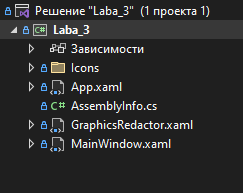 Решение "Laba_3" (1 проекта 1)
C# Laba_3
Зависимости
Icons
App.xaml
C# AssemblyInfo.cs
GraphicsRedactor.xaml
MainWindow.xaml